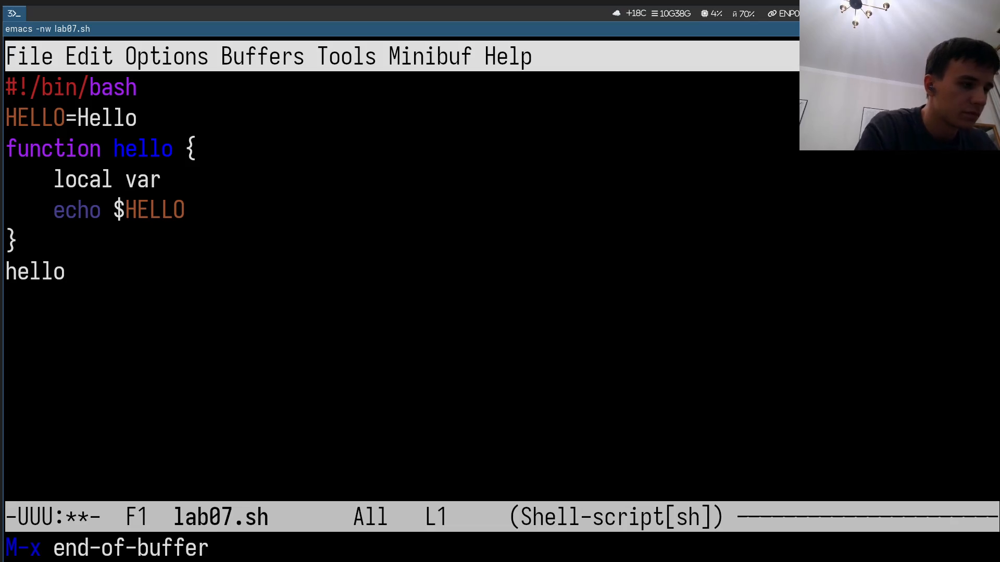 3>_
+18C 10G38G 4% й 70% ENP0
emacs -nw lab07.sh
File Edit Options Buffers Tools Minibuf Help
#!/bin/bash
HELLO=Hello
function hello {
    local var
    echo $HELLO
}
hello
-UUU:**-  F1  lab07.sh       All   L1     (Shell-script[sh])
M-x end-of-buffer